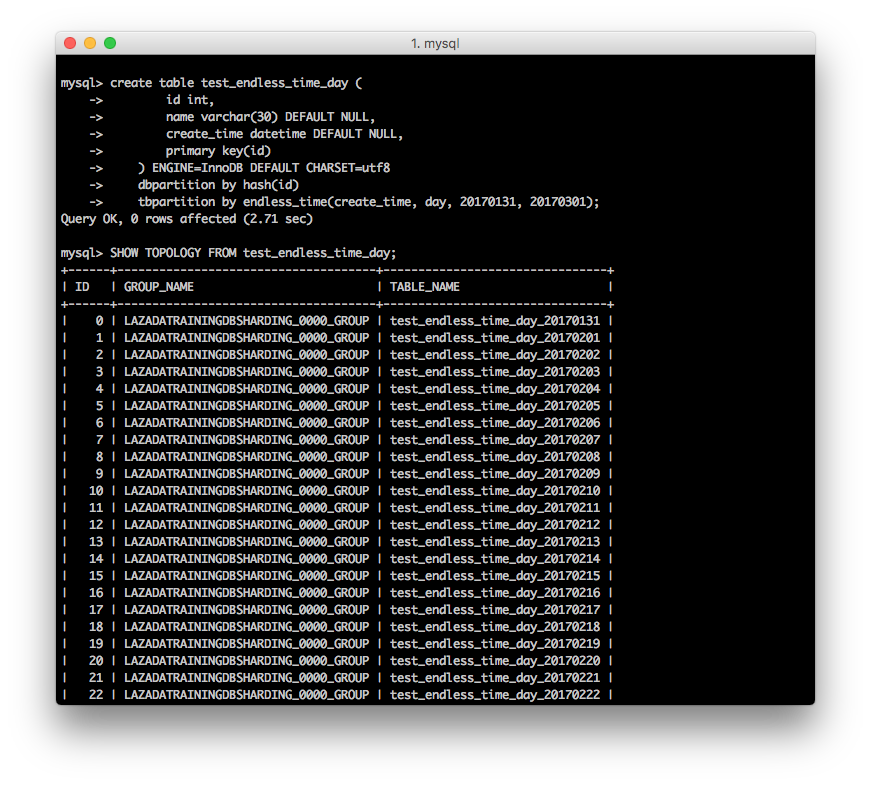 1. mysql
mysql> create table test_endless_time_day (
    ->         id int,
    ->         name varchar(30) DEFAULT NULL,
    ->         create_time datetime DEFAULT NULL,
    ->         primary key(id)
    ->     ) ENGINE=InnoDB DEFAULT CHARSET=utf8
    ->     dbpartition by hash(id)
    ->     tbpartition by endless_time(create_time, day, 20170131, 20170301);
Query OK, 0 rows affected (2.71 sec)
mysql> SHOW TOPOLOGY FROM test_endless_time_day;
+------+-------------------------------------+--------------------------------+
| ID   | GROUP_NAME                          | TABLE_NAME                     |
+------+-------------------------------------+--------------------------------+
|    0 | LAZADATRAININGDBSHARDING_0000_GROUP | test_endless_time_day_20170131 |
|    1 | LAZADATRAININGDBSHARDING_0000_GROUP | test_endless_time_day_20170201 |
|    2 | LAZADATRAININGDBSHARDING_0000_GROUP | test_endless_time_day_20170202 |
|    3 | LAZADATRAININGDBSHARDING_0000_GROUP | test_endless_time_day_20170203 |
|    4 | LAZADATRAININGDBSHARDING_0000_GROUP | test_endless_time_day_20170204 |
|    5 | LAZADATRAININGDBSHARDING_0000_GROUP | test_endless_time_day_20170205 |
|    6 | LAZADATRAININGDBSHARDING_0000_GROUP | test_endless_time_day_20170206 |
|    7 | LAZADATRAININGDBSHARDING_0000_GROUP | test_endless_time_day_20170207 |
|    8 | LAZADATRAININGDBSHARDING_0000_GROUP | test_endless_time_day_20170208 |
|    9 | LAZADATRAININGDBSHARDING_0000_GROUP | test_endless_time_day_20170209 |
|   10 | LAZADATRAININGDBSHARDING_0000_GROUP | test_endless_time_day_20170210 |
|   11 | LAZADATRAININGDBSHARDING_0000_GROUP | test_endless_time_day_20170211 |
|   12 | LAZADATRAININGDBSHARDING_0000_GROUP | test_endless_time_day_20170212 |
|   13 | LAZADATRAININGDBSHARDING_0000_GROUP | test_endless_time_day_20170213 |
|   14 | LAZADATRAININGDBSHARDING_0000_GROUP | test_endless_time_day_20170214 |
|   15 | LAZADATRAININGDBSHARDING_0000_GROUP | test_endless_time_day_20170215 |
|   16 | LAZADATRAININGDBSHARDING_0000_GROUP | test_endless_time_day_20170216 |
|   17 | LAZADATRAININGDBSHARDING_0000_GROUP | test_endless_time_day_20170217 |
|   18 | LAZADATRAININGDBSHARDING_0000_GROUP | test_endless_time_day_20170218 |
|   19 | LAZADATRAININGDBSHARDING_0000_GROUP | test_endless_time_day_20170219 |
|   20 | LAZADATRAININGDBSHARDING_0000_GROUP | test_endless_time_day_20170220 |
|   21 | LAZADATRAININGDBSHARDING_0000_GROUP | test_endless_time_day_20170221 |
|   22 | LAZADATRAININGDBSHARDING_0000_GROUP | test_endless_time_day_20170222 |